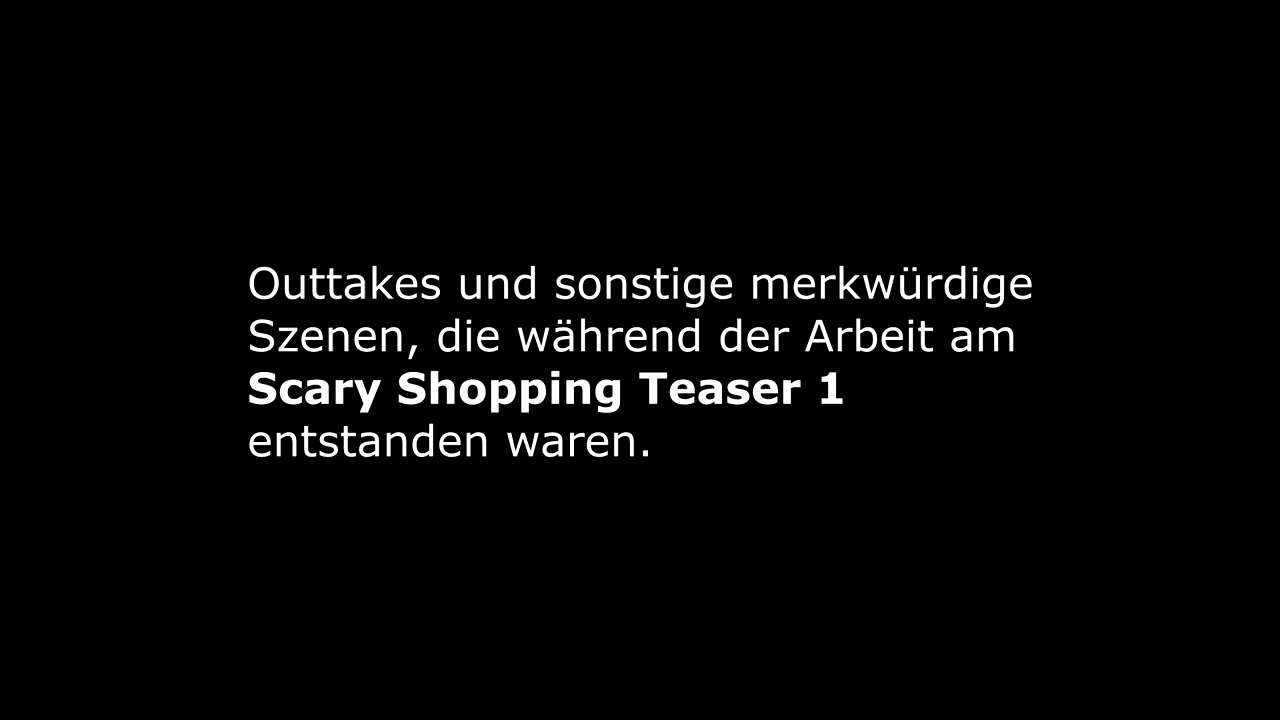 Outtakes und sonstige merkwürdige
Szenen, die während der Arbeit am
Scary Shopping Teaser 1
entstanden waren.